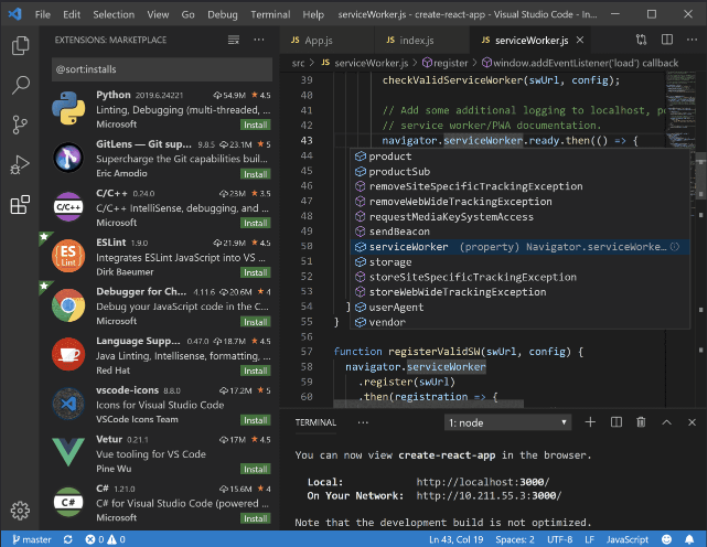 File Edit Selection View Go Debug Terminal Help serviceWorker.js - create-react-app - Visual Studio Code - In...
EXTENSIONS: MARKETPLACE
@sort:installs
Python 2019.6.24221 54.9M 4.5
Linting, Debugging (multi-threaded, ...
Microsoft Install
GitLens — Git sup... 9.8.5 23.1M 5
Supercharge the Git capabilities buil...
Eric Amodio Install
C/C++ 0.24.0 23M 3.5
C/C++ IntelliSense, debugging, and ...
Microsoft Install
ESLint 1.9.0 21.9M 4.5
Integrates ESLint JavaScript into VS ...
Dirk Baeumer Install
Debugger for Ch... 4.11.6 20.6M 4
Debug your JavaScript code in the C...
Microsoft Install
Language Supp... 0.47.0 18.7M 4.5
Java Linting, Intellisense, formatting, ...
Red Hat Install
vscode-icons 8.8.0 17.2M 5
Icons for Visual Studio Code
VSCode Icons Team Install
Vetur 0.21.1 17M 4.5
Vue tooling for VS Code
Pine Wu Install
C# 1.21.0 15.6M 4
C# for Visual Studio Code (powered ...
Microsoft Install
JS App.js JS index.js JS serviceWorker.js
src > JS serviceWorker.js > register > window.addEventListener('load') callback
39 checkValidServiceWorker(swUrl, config);
40
41 // Add some additional logging to localhost, po
42 // service worker/PWA documentation.
43 navigator.serviceWorker.ready.then(() => {
44 product
45 productSub
46 removeSiteSpecificTrackingException
47 removeWebWideTrackingException
48 requestMediaKeySystemAccess
49 sendBeacon
50 serviceWorker (property) Navigator.serviceWorke...
51 storage
52 storeSiteSpecificTrackingException
53 storeWebWideTrackingException
54 } userAgent
55 } vendor
56
57 function registerValidSW(swUrl, config) {
58 navigator.serviceWorker
59 .register(swUrl)
60 .then(registration => {
TERMINAL ... 1: node
You can now view create-react-app in the browser.
Local: http://localhost:3000/
On Your Network: http://10.211.55.3:3000/
Note that the development build is not optimized.
master 0 0 Ln 43, Col 19 Spaces: 2 UTF-8 LF JavaScript